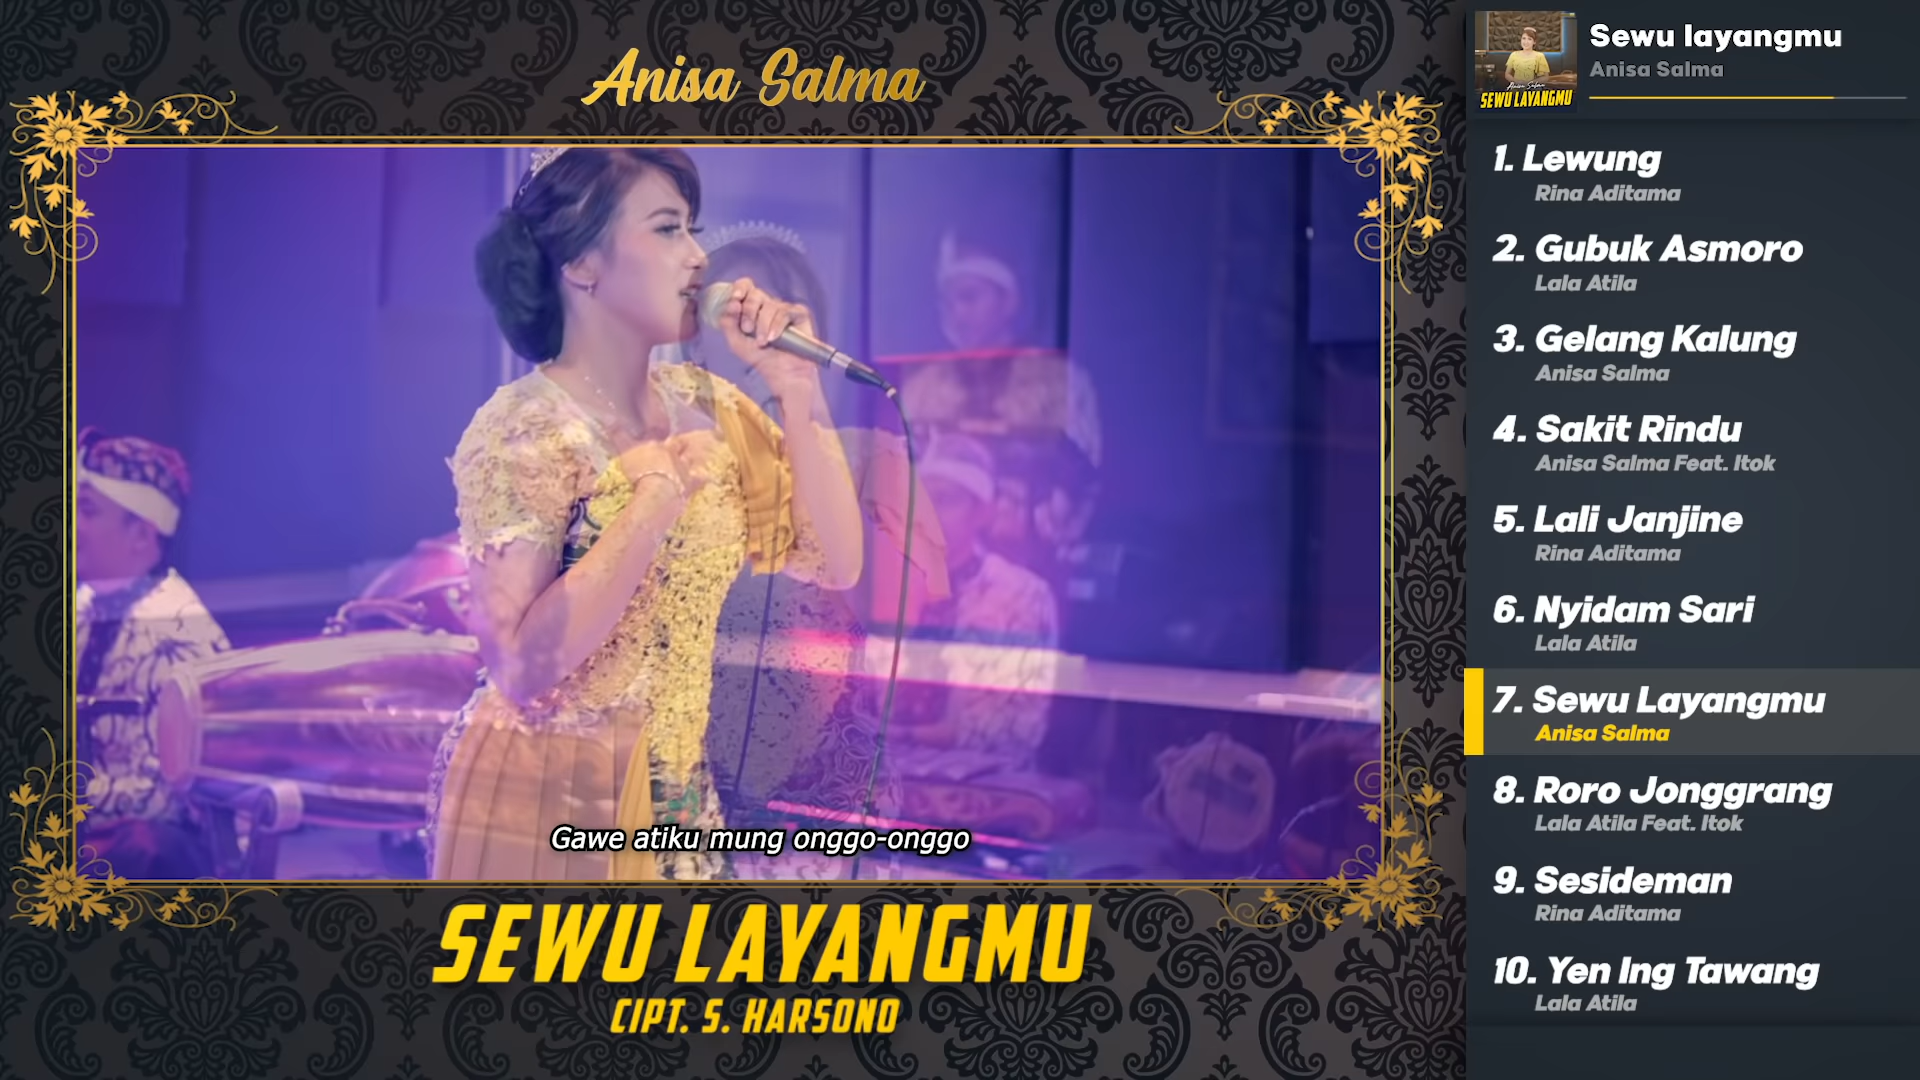 Anisa Salma
Gawe atiku mung onggo-onggo
SEWU LAYANGMU
CIPT. S. HARSONO
Anisa Salma
SEWU LAYANGMU
Sewu layangmu
Anisa Salma
1. Lewung
Rina Aditama
2. Gubuk Asmoro
Lala Atila
3. Gelang Kalung
Anisa Salma
4. Sakit Rindu
Anisa Salma Feat. Itok
5. Lali Janjine
Rina Aditama
6. Nyidam Sari
Lala Atila
7. Sewu Layangmu
Anisa Salma
8. Roro Jonggrang
Lala Atila Feat. Itok
9. Sesideman
Rina Aditama
10. Yen Ing Tawang
Lala Atila